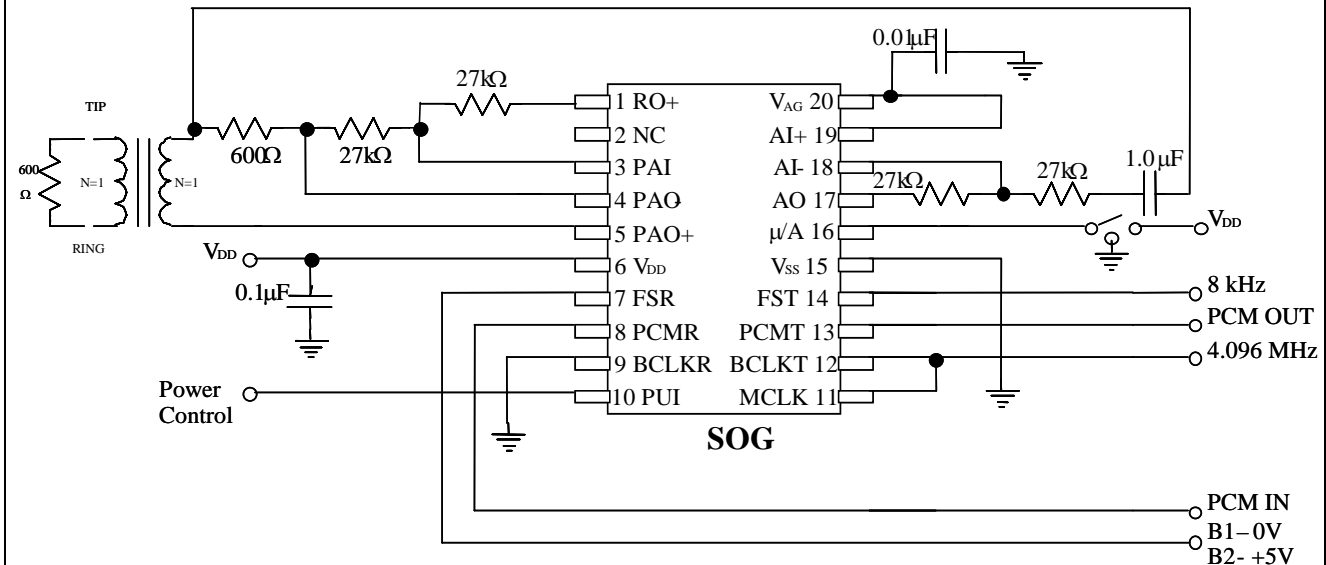 0.01µF
27kΩ
TIP
1 RO+
VAG 20
2 NC
AI+ 19
600Ω
27kΩ
3 PAI
AI- 18
1.0µF
27kΩ
27kΩ
600
Ω
N=1
N=1
4 PAO-
AO 17
5 PAO+
µ/A 16
VDD
RING
VDD
6 VDD
VSS 15
0.1µF
7 FSR
FST 14
8 kHz
8 PCMR
PCMT 13
PCM OUT
9 BCLKR
BCLKT 12
4.096 MHz
Power
Control
10 PUI
MCLK 11
SOG
PCM IN
B1–0V
B2- +5V